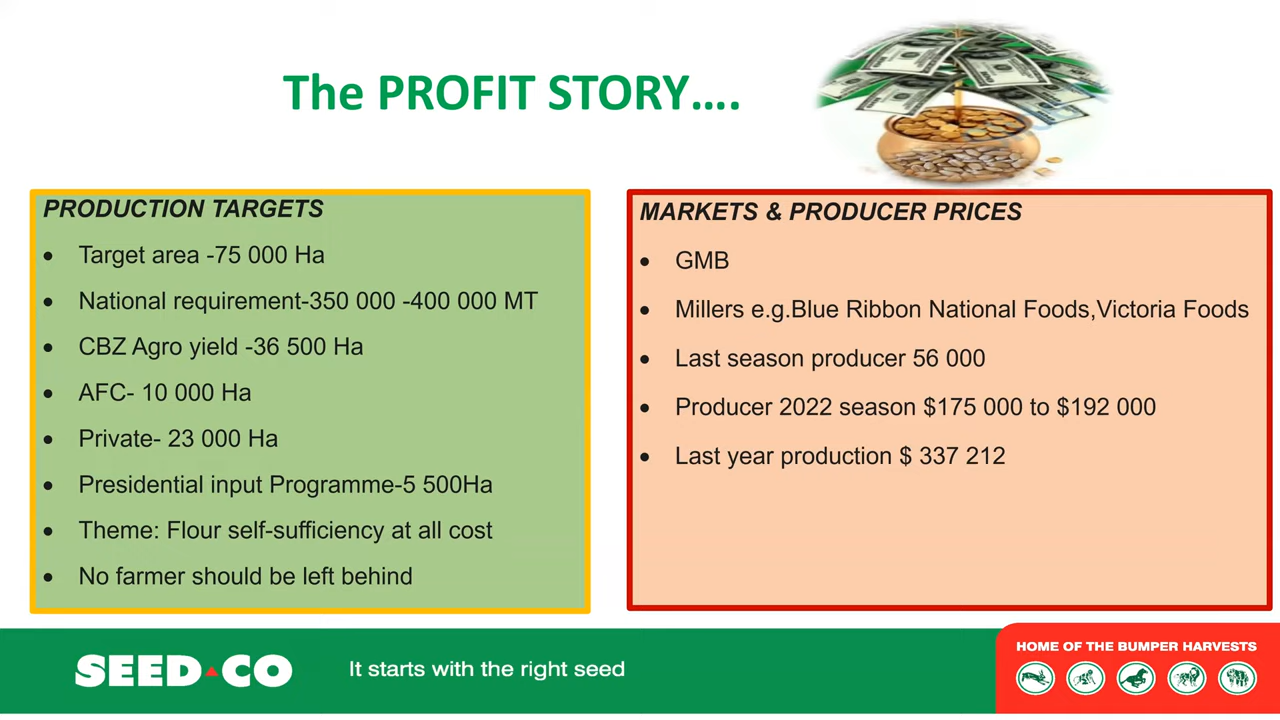 The PROFIT STORY....
PRODUCTION TARGETS
• Target area -75 000 Ha
• National requirement-350 000 -400 000 MT
• CBZ Agro yield -36 500 Ha
• AFC- 10 000 Ha
• Private- 23 000 Ha
• Presidential input Programme-5 500Ha
• Theme: Flour self-sufficiency at all cost
• No farmer should be left behind
MARKETS & PRODUCER PRICES
• GMB
• Millers e.g.Blue Ribbon National Foods,Victoria Foods
• Last season producer 56 000
• Producer 2022 season $175 000 to $192 000
• Last year production $ 337 212
SEED CO
It starts with the right seed
HOME OF THE BUMPER HARVESTS